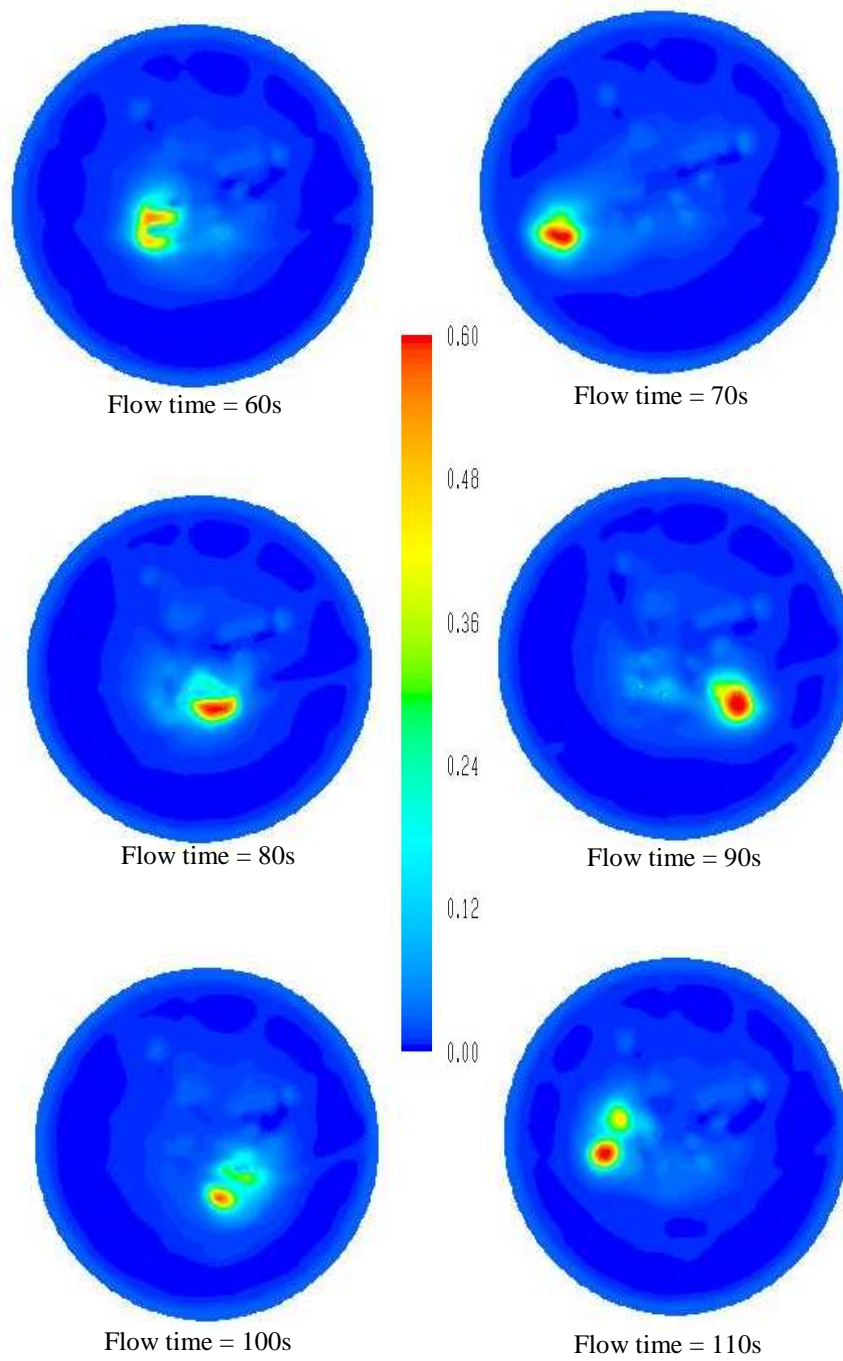 Flow time = 60s
Flow time = 70s
0.60
0.48
0.36
0.24
0.12
0.00
Flow time = 80s
Flow time = 90s
Flow time = 100s
Flow time = 110s